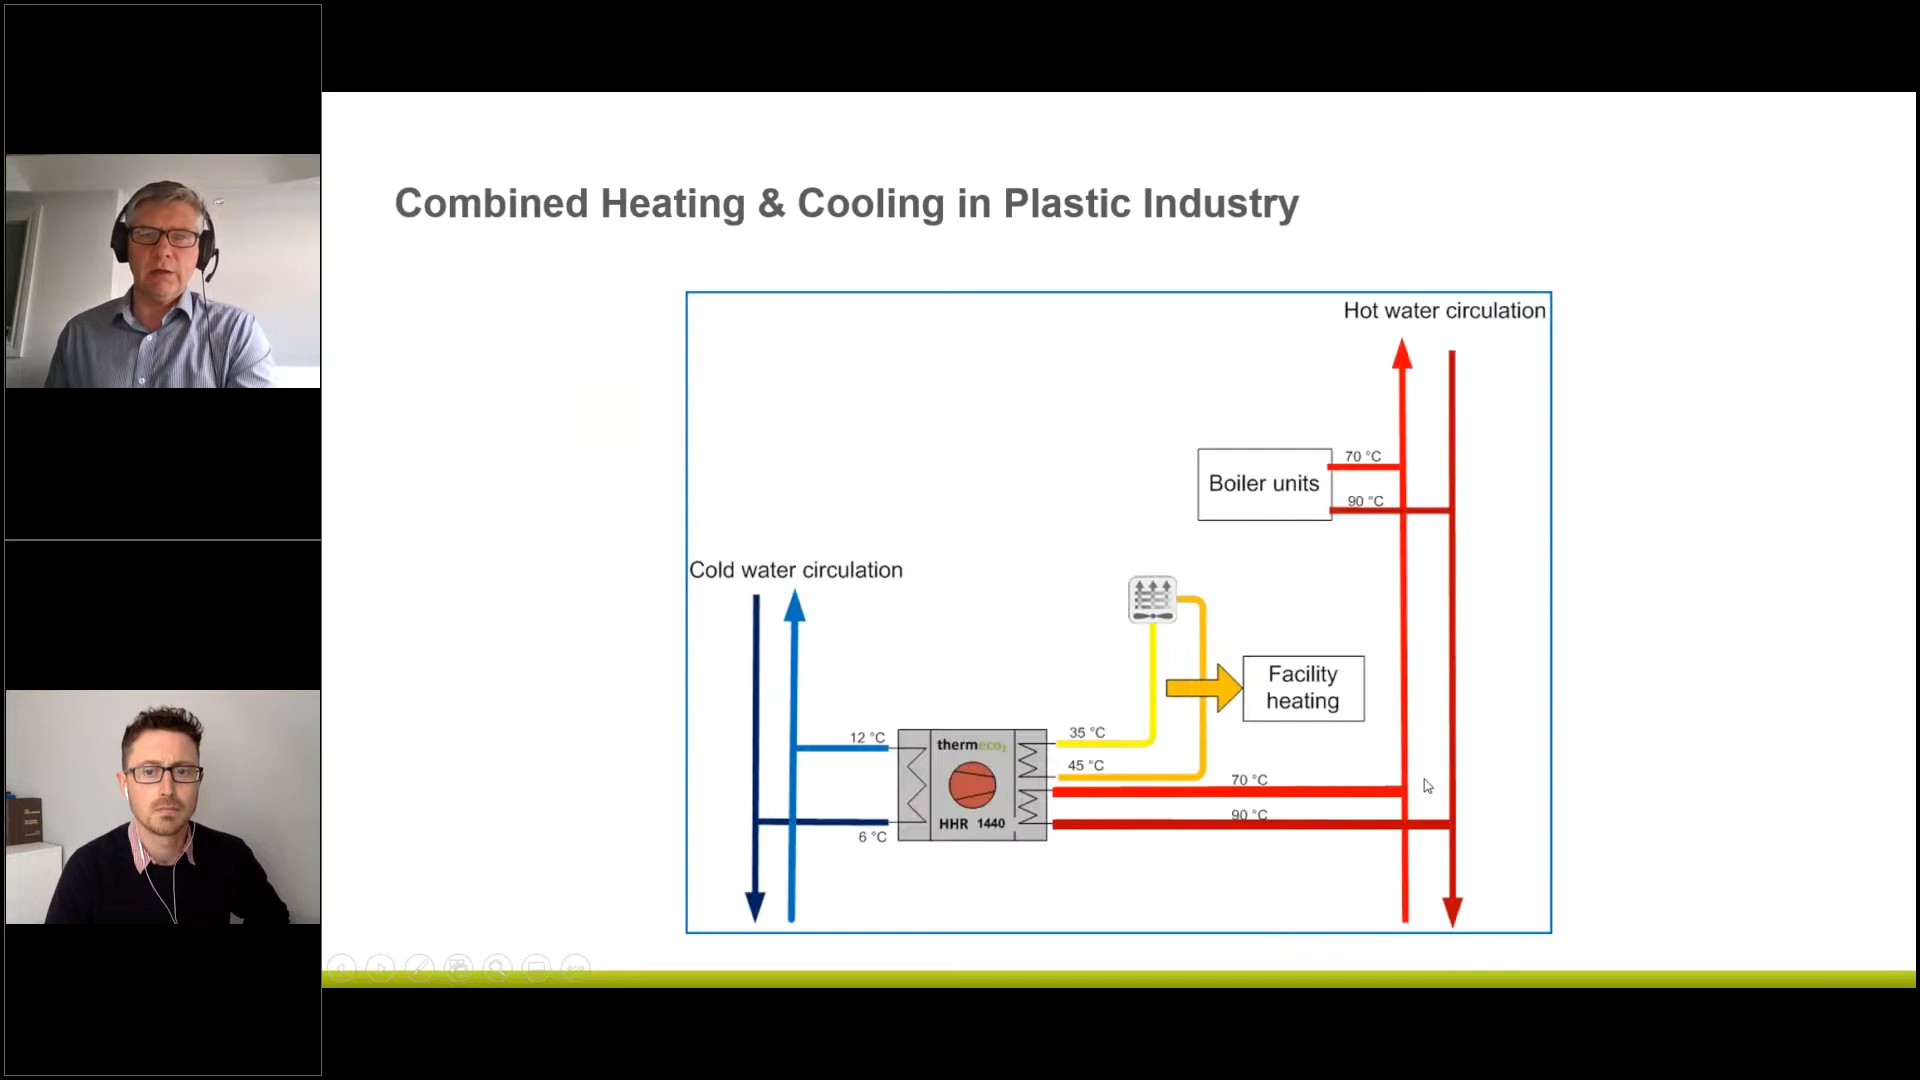 Combined Heating & Cooling in Plastic Industry
Hot water circulation
70 °C
Boiler units
90 °C
Cold water circulation
Facility
heating
12 °C
35 °C
thermeco₂
45 °C
70 °C
HHR 1440
90 °C
6 °C